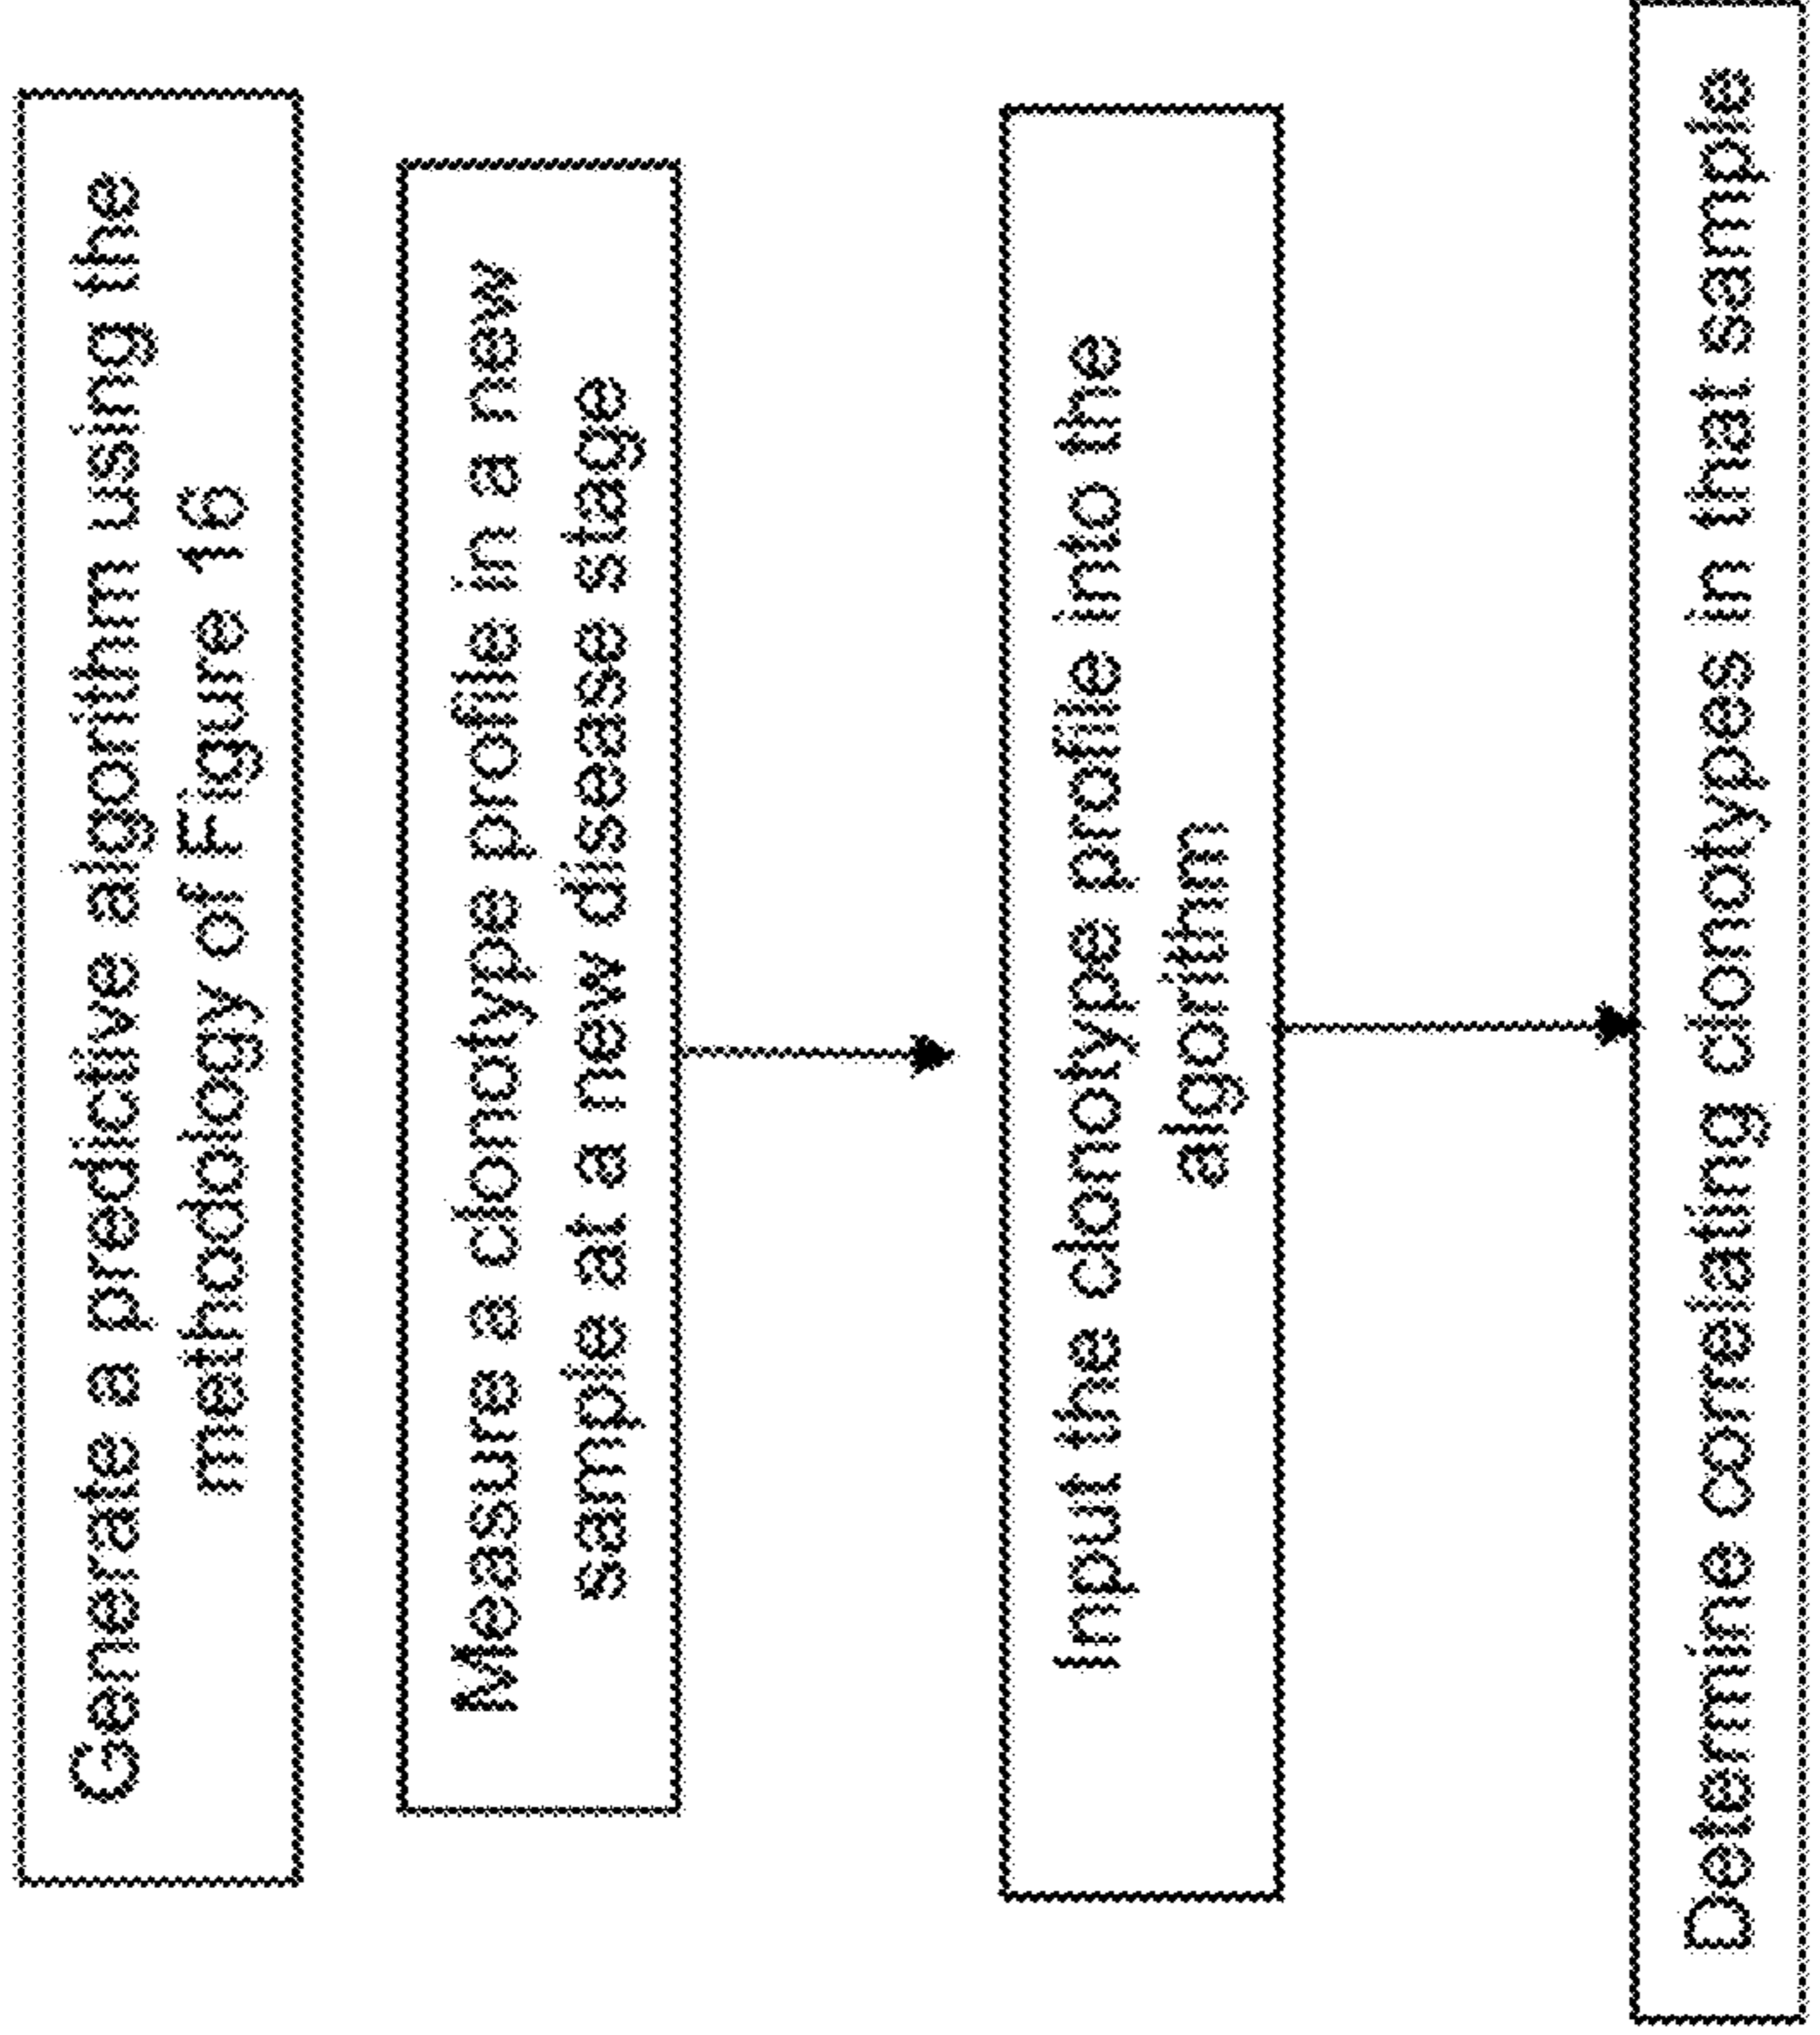 Generate a predictive algorithm using the
methodology of Figure 16
Measure a clonotype profile in a new
sample at a new disease stage
Input the clonotype profile into the
algorithm
Determine correlating clonotypes in that sample